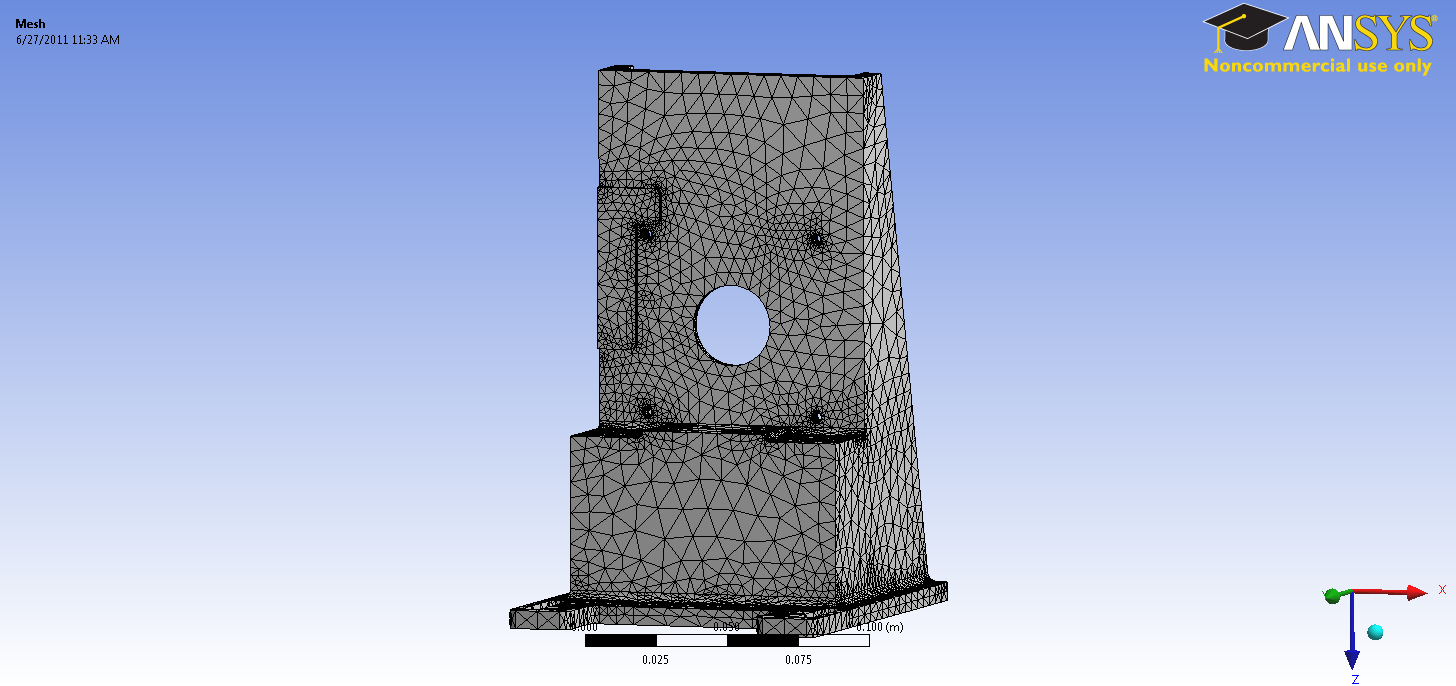 Mesh
6/27/2011 11:33 AM
ANSYS®
Noncommercial use only
0.000 0.050 0.100 (m)
0.025 0.075
X
Y
Z